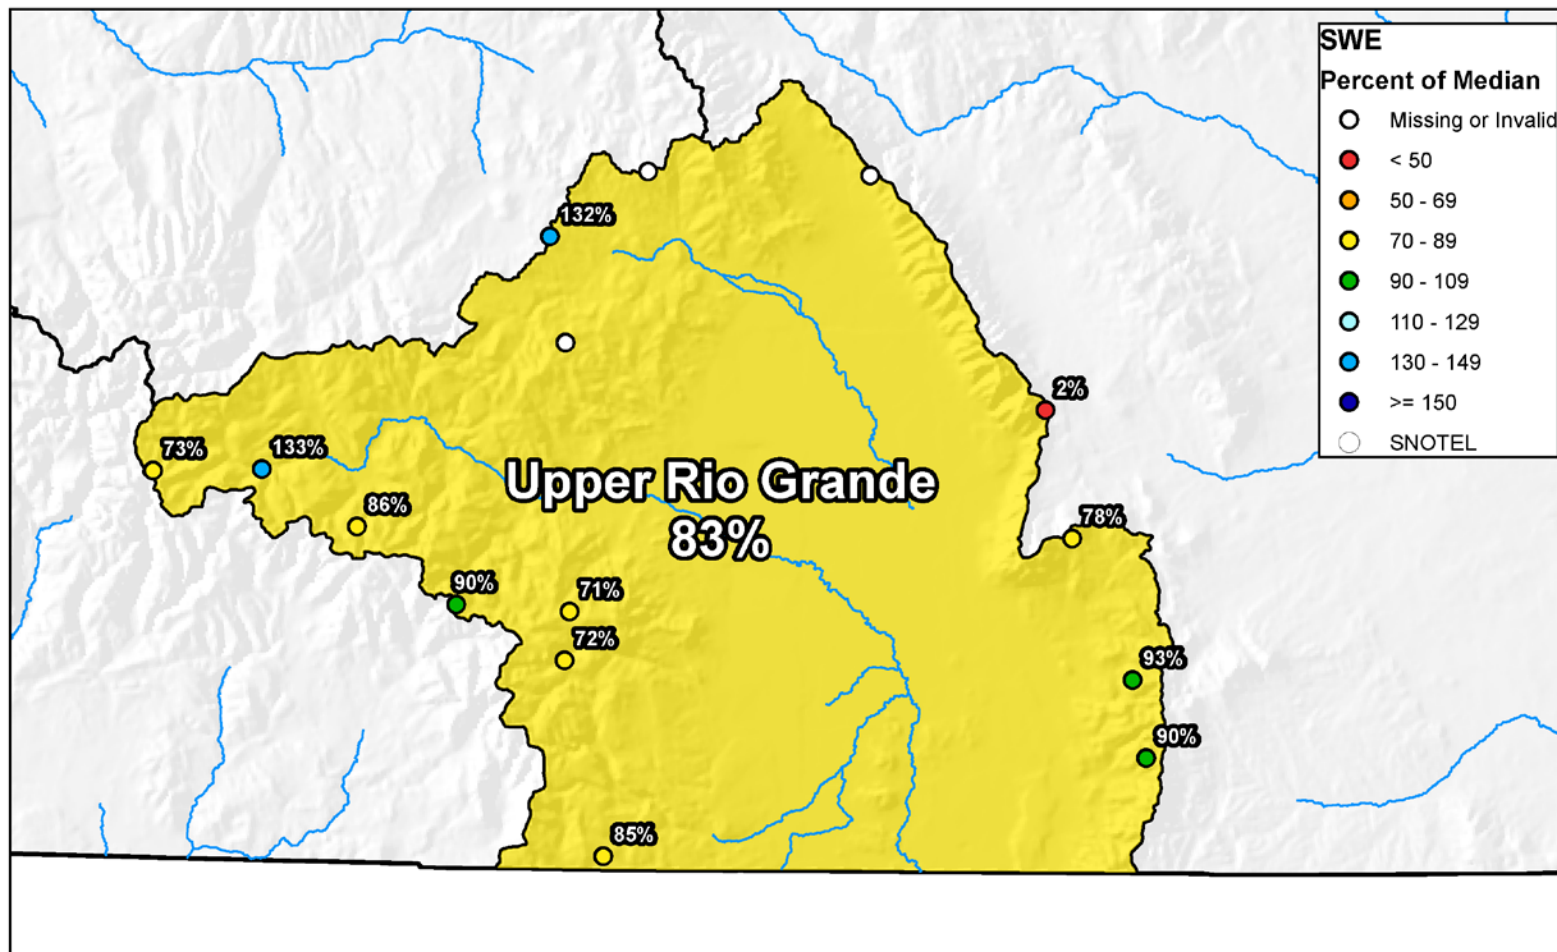 SWE
Percent of Median
Missing or Invalid
< 50
50 - 69
70 - 89
90 - 109
110 - 129
130 - 149
>= 150
SNOTEL
132%
2%
73%
133%
Upper Rio Grande
83%
86%
78%
90%
71%
72%
93%
90%
85%